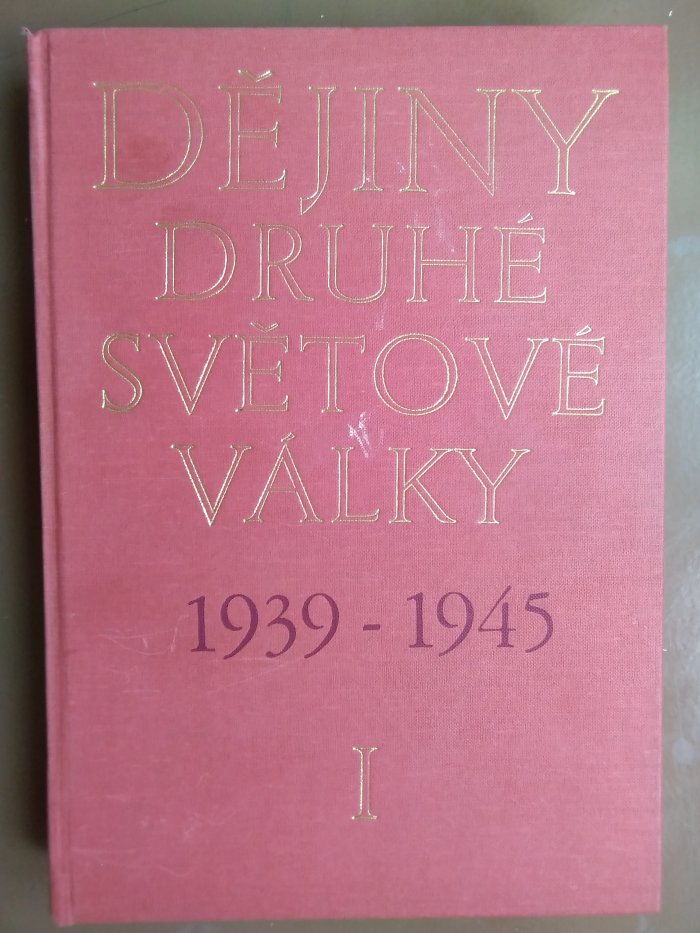 DĚJINY
DRUHÉ
SVĚTOVÉ
VÁLKY
1939 - 1945
I